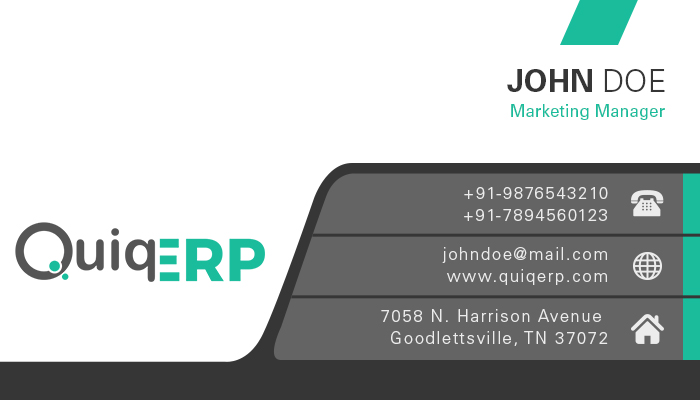 JOHN DOE
Marketing Manager
QuiqERP
+91-9876543210
+91-7894560123
johndoe@mail.com
www.quiqerp.com
7058 N. Harrison Avenue
Goodlettsville, TN 37072